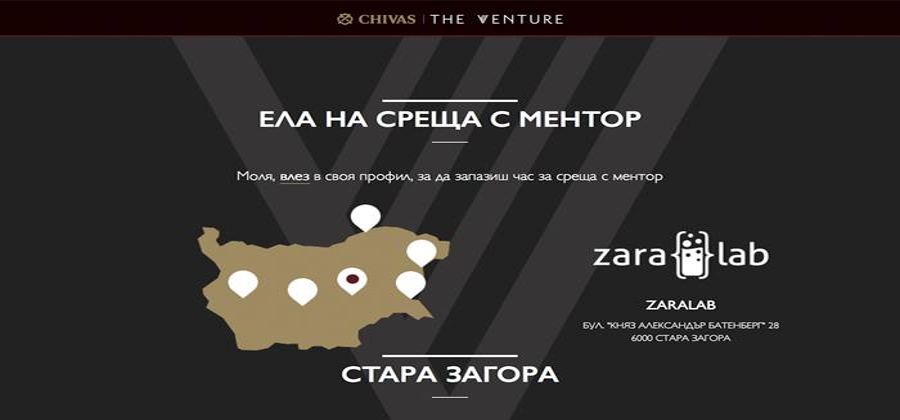 CHIVAS | THE VENTURE
ЕЛА НА СРЕЩА С МЕНТОР
Моля, влез в своя профил, за да запазиш час за среща с ментор
zara lab
ZARALAB
БУЛ. "КНЯЗ АЛЕКСАНДЪР БАТЕНБЕРГ" 28
6000 СТАРА ЗАГОРА
СТАРА ЗАГОРА